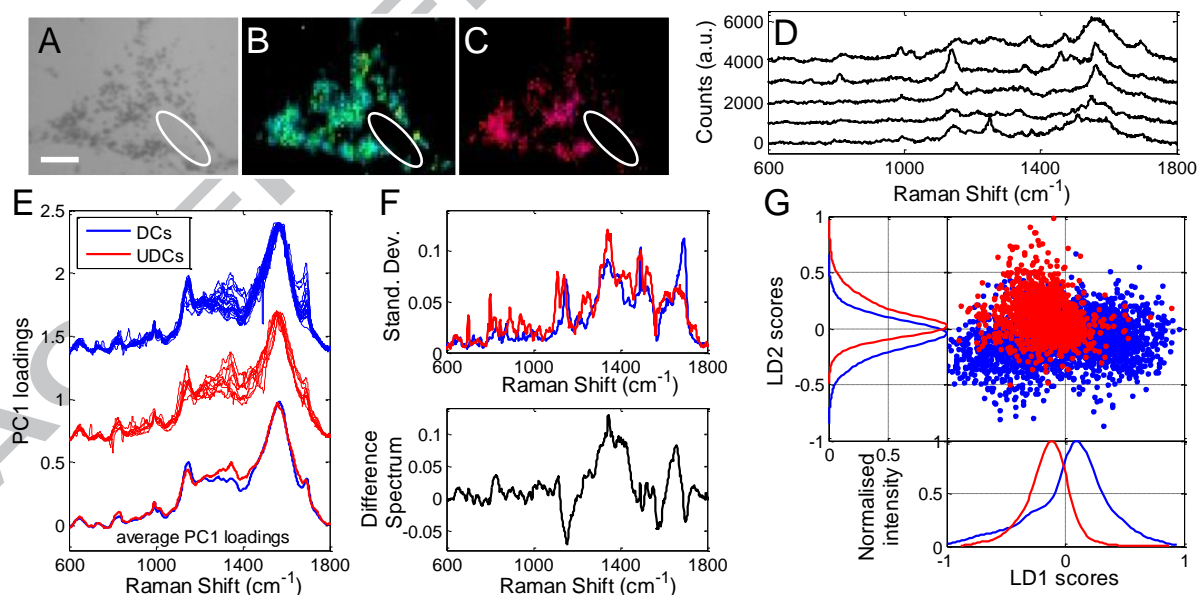 A
B
C
D
6000
4000
2000
0
Counts (a.u.)
600
1000
1400
1800
Raman Shift (cm⁻¹)
E
2.5
2
1.5
1
0.5
0
PC1 loadings
DCs
UDCs
average PC1 loadings
600
1000
1400
1800
Raman Shift (cm⁻¹)
F
0.1
0.05
0
Stand. Dev.
600
1000
1400
1800
Raman Shift (cm⁻¹)
0.1
0.05
0
-0.05
Difference
Spectrum
600
1000
1400
1800
Raman Shift (cm⁻¹)
G
1
0.5
0
-0.5
-1
LD2 scores
0
0.5
1
Normalised
intensity
1
0.5
0
-1
0
1
LD1 scores